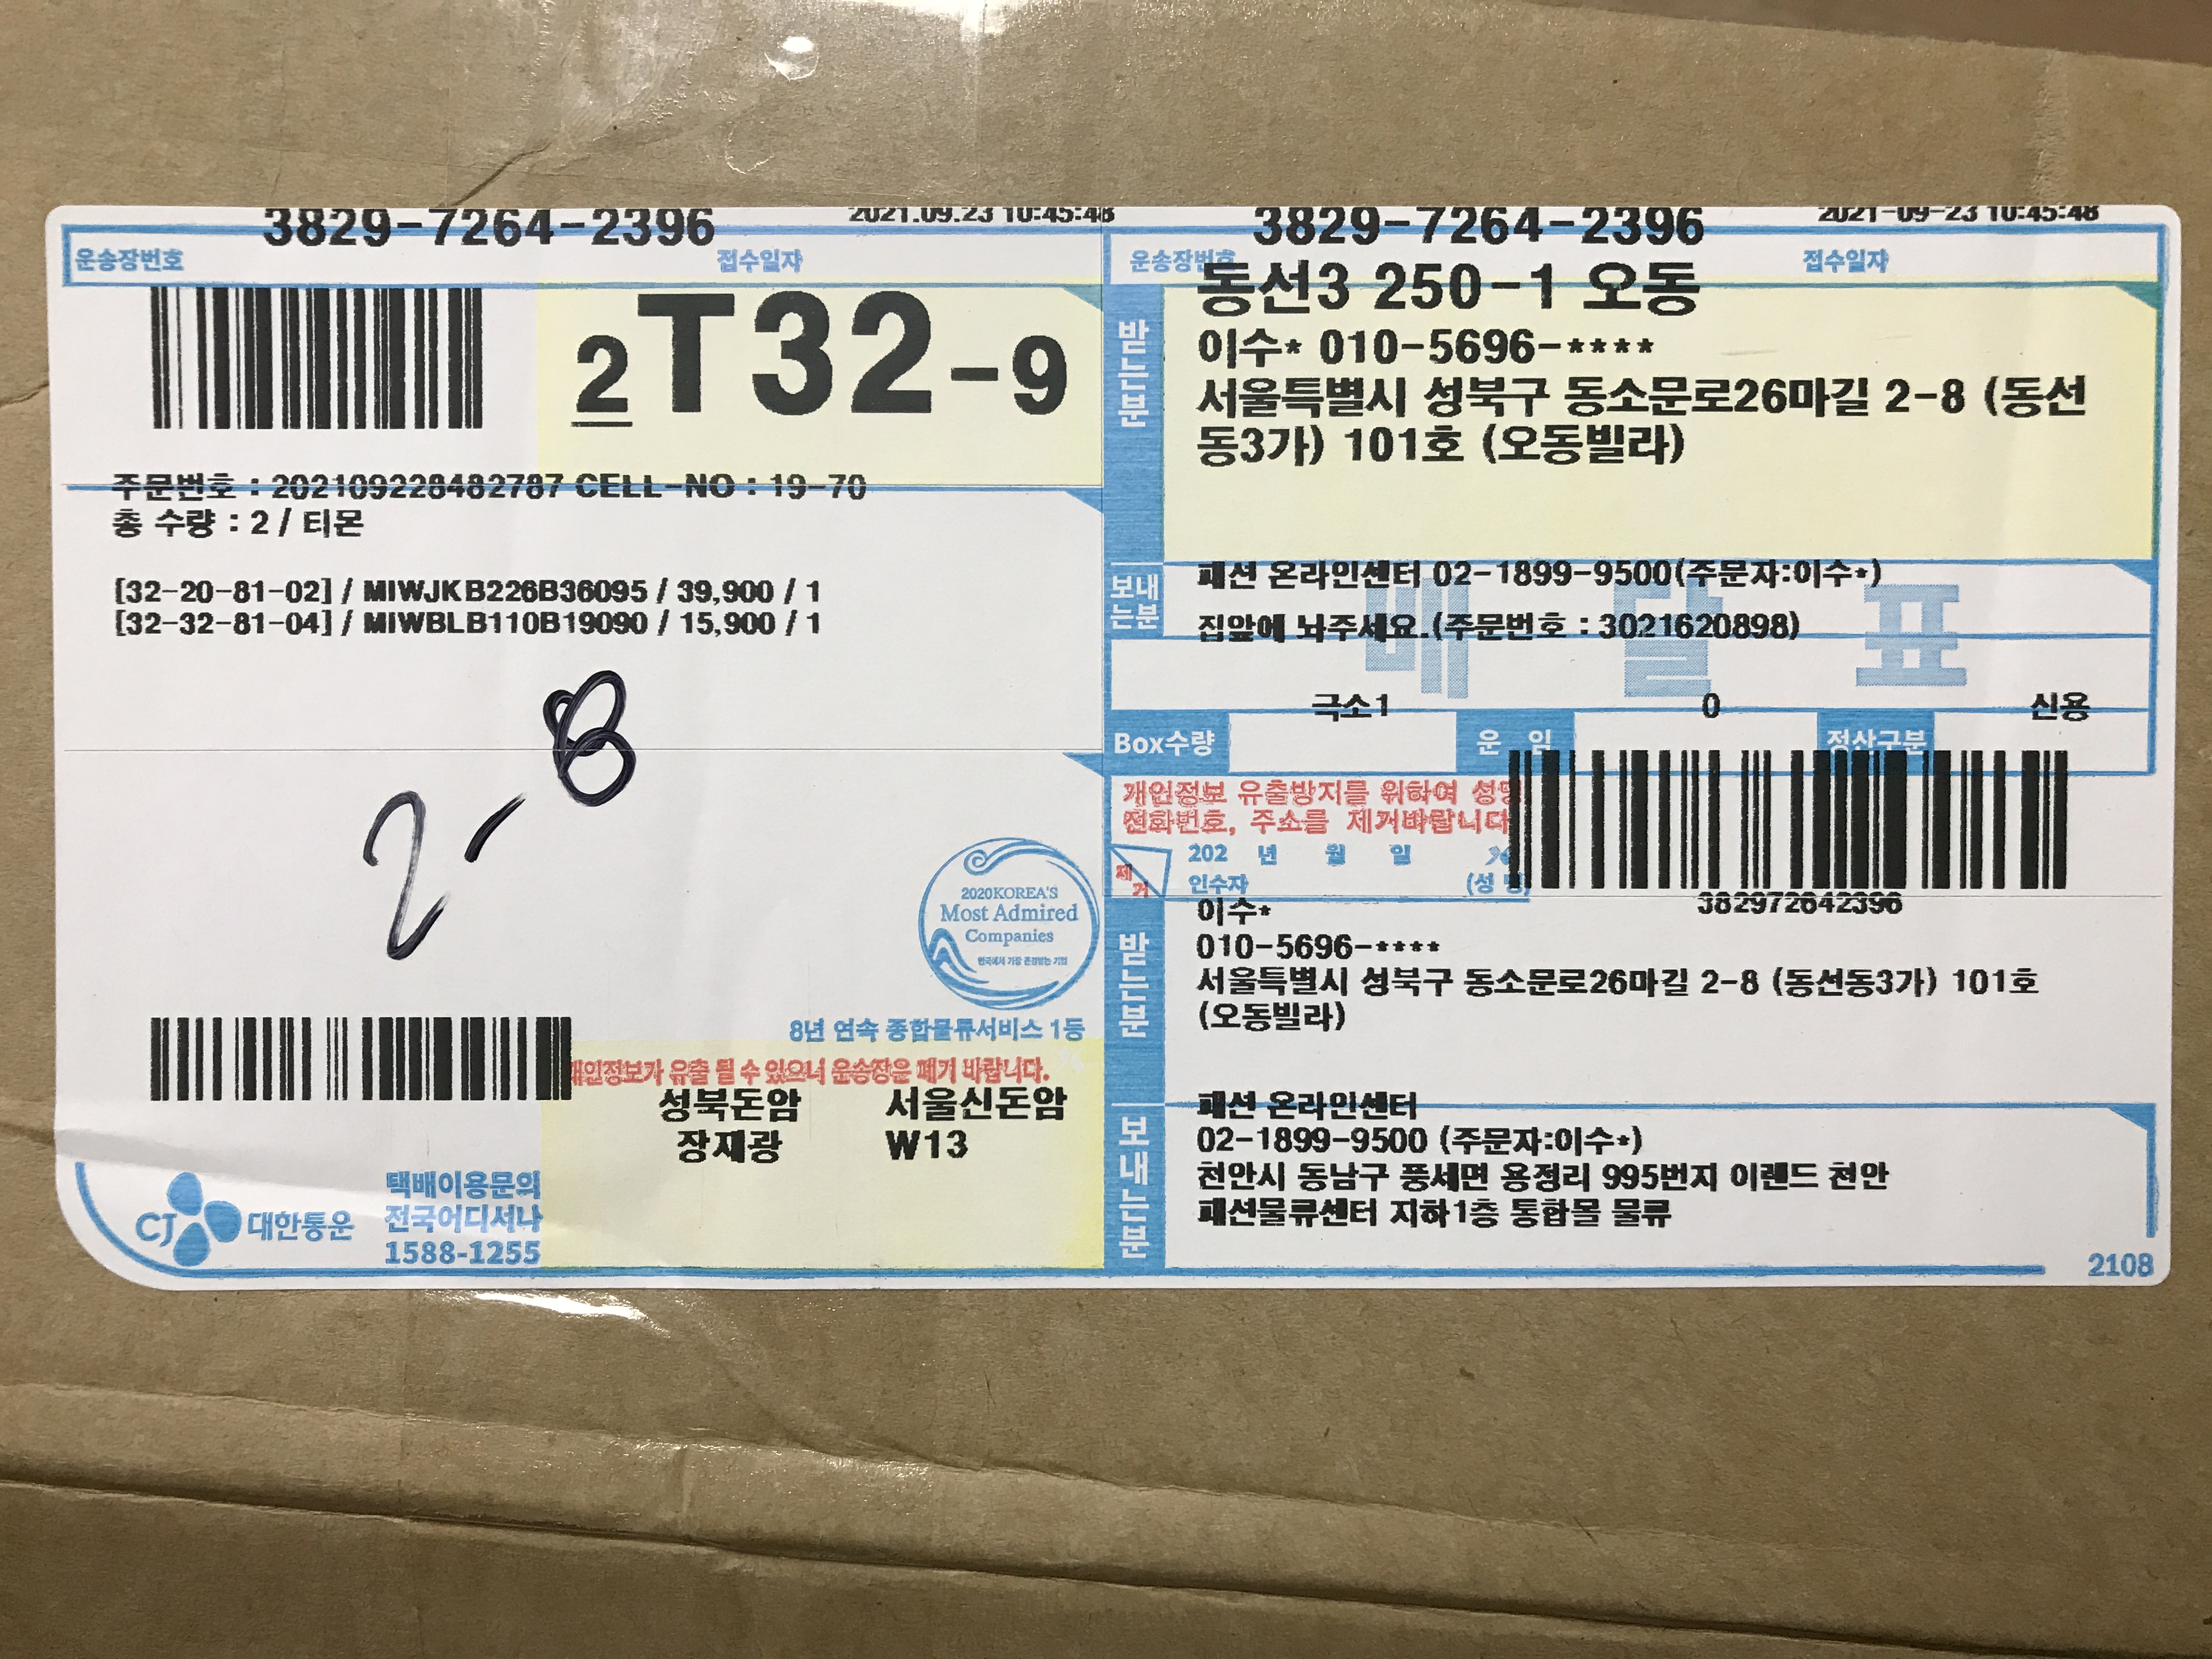 3829-7264-2396 2021.09.23 10:45:48
운송장번호 접수일자
2T32-9
주문번호 : 202109228482787 CELL-NO : 19-70
총 수량 : 2 / 티몬
[32-20-81-02] / MIWJKB226B36095 / 39,900 / 1
[32-32-81-04] / MIWBLB110B19090 / 15,900 / 1
2-8
2020KOREA'S
Most Admired
Companies
한국에서 가장 존경받는 기업
8년 연속 종합물류서비스 1등
개인정보가 유출 될 수 있으니 운송장은 폐기 바랍니다.
성북돈암 서울신돈암
장재광 W13
CJ 대한통운
택배이용문의
전국어디서나
1588-1255
3829-7264-2396 2021-09-23 10:45:48
운송장번호 접수일자
받는분
동선3 250-1 오동
이수* 010-5696-****
서울특별시 성북구 동소문로26마길 2-8 (동선
동3가) 101호 (오동빌라)
보내는분
패션 온라인센터 02-1899-9500(주문자:이수*)
집앞에 놔주세요.(주문번호 : 3021620898)
배달표
극소1 0 신용
Box수량 운 임 정산구분
개인정보 유출방지를 위하여 성명,
전화번호, 주소를 제거바랍니다
제거
202 년 월 일
인수자 (성 명)
382972642396
받는분
이수*
010-5696-****
서울특별시 성북구 동소문로26마길 2-8 (동선동3가) 101호
(오동빌라)
보내는분
패션 온라인센터
02-1899-9500 (주문자:이수*)
천안시 동남구 풍세면 용정리 995번지 이랜드 천안
패션물류센터 지하1층 통합몰 물류
2108